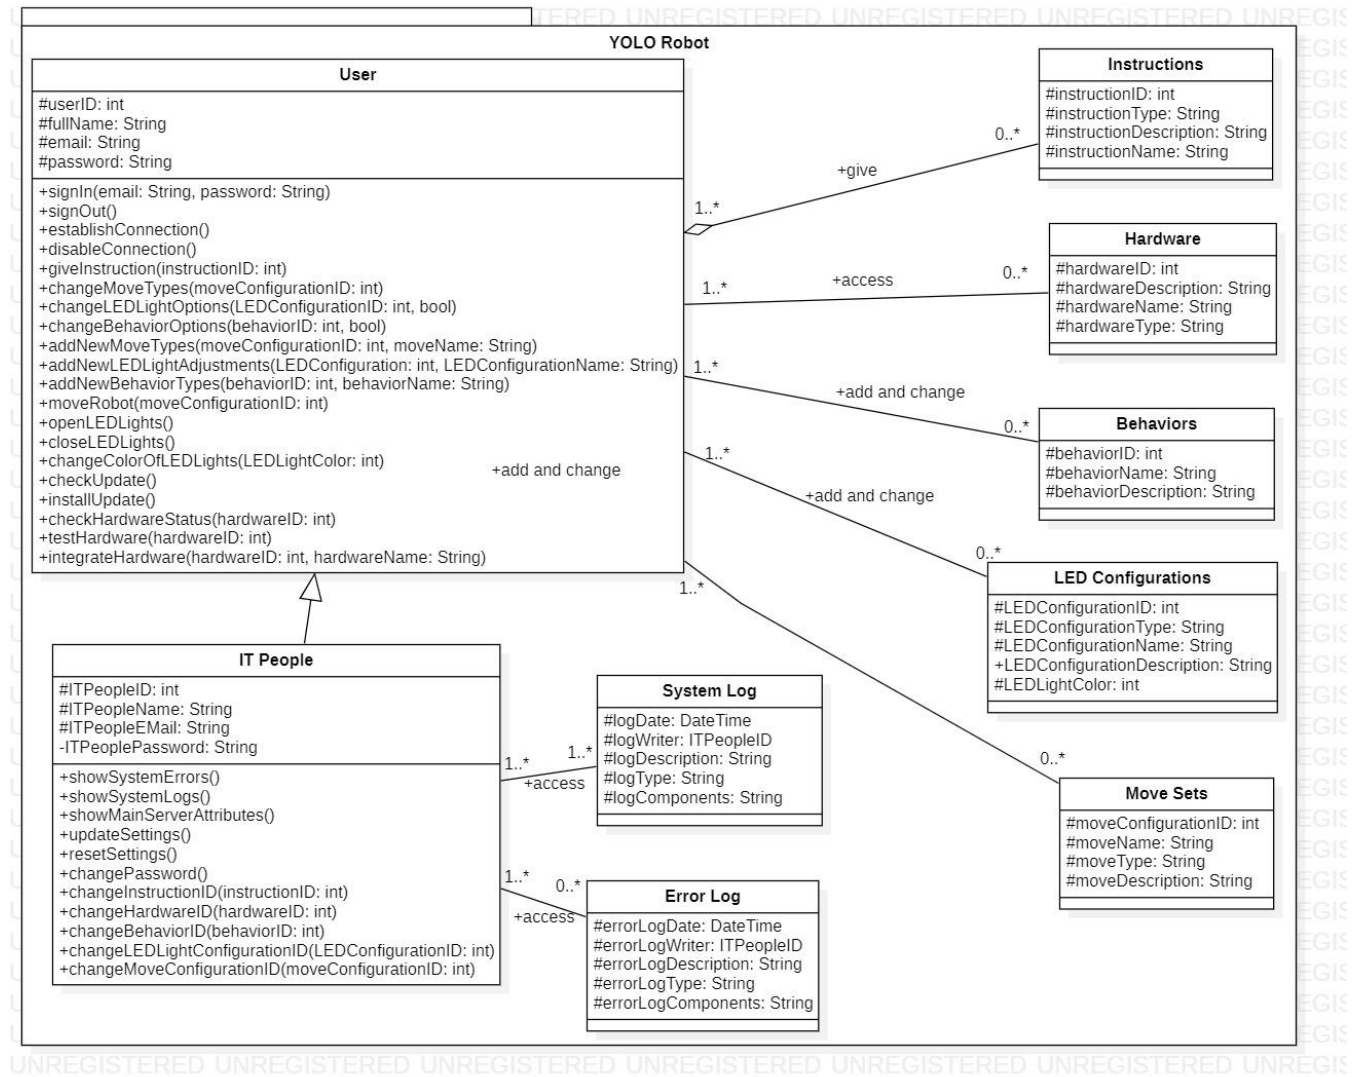 YOLO Robot
User
#userID: int
#fullName: String
#email: String
#password: String
+signIn(email: String, password: String)
+signOut()
+establishConnection()
+disableConnection()
+giveInstruction(instructionID: int)
+changeMoveTypes(moveConfigurationID: int)
+changeLEDLightOptions(LEDConfigurationID: int, bool)
+changeBehaviorOptions(behaviorID: int, bool)
+addNewMoveTypes(moveConfigurationID: int, moveName: String)
+addNewLEDLightAdjustments(LEDConfiguration: int, LEDConfigurationName: String)
+addNewBehaviorTypes(behaviorID: int, behaviorName: String)
+moveRobot(moveConfigurationID: int)
+openLEDLights()
+closeLEDLights()
+changeColorOfLEDLights(LEDLightColor: int)
+checkUpdate()
+installUpdate()
+checkHardwareStatus(hardwareID: int)
+testHardware(hardwareID: int)
+integrateHardware(hardwareID: int, hardwareName: String)
+add and change
1..*
+give
0..*
Instructions
#instructionID: int
#instructionType: String
#instructionDescription: String
#instructionName: String
1..*
+access
0..*
Hardware
#hardwareID: int
#hardwareDescription: String
#hardwareName: String
#hardwareType: String
1..*
+add and change
0..*
Behaviors
#behaviorID: int
#behaviorName: String
#behaviorDescription: String
1..*
+add and change
0..*
LED Configurations
#LEDConfigurationID: int
#LEDConfigurationType: String
#LEDConfigurationName: String
+LEDConfigurationDescription: String
#LEDLightColor: int
1..*
0..*
Move Sets
#moveConfigurationID: int
#moveName: String
#moveType: String
#moveDescription: String
IT People
#ITPeopleID: int
#ITPeopleName: String
#ITPeopleEMail: String
-ITPeoplePassword: String
+showSystemErrors()
+showSystemLogs()
+showMainServerAttributes()
+updateSettings()
+resetSettings()
+changePassword()
+changeInstructionID(instructionID: int)
+changeHardwareID(hardwareID: int)
+changeBehaviorID(behaviorID: int)
+changeLEDLightConfigurationID(LEDConfigurationID: int)
+changeMoveConfigurationID(moveConfigurationID: int)
1..*
+access
1..*
System Log
#logDate: DateTime
#logWriter: ITPeopleID
#logDescription: String
#logType: String
#logComponents: String
1..*
+access
0..*
Error Log
#errorLogDate: DateTime
#errorLogWriter: ITPeopleID
#errorLogDescription: String
#errorLogType: String
#errorLogComponents: String
UNREGISTERED UNREGISTERED UNREGISTERED UNREGISTERED UNREGISTERED UNREGISTERED UNREGIS